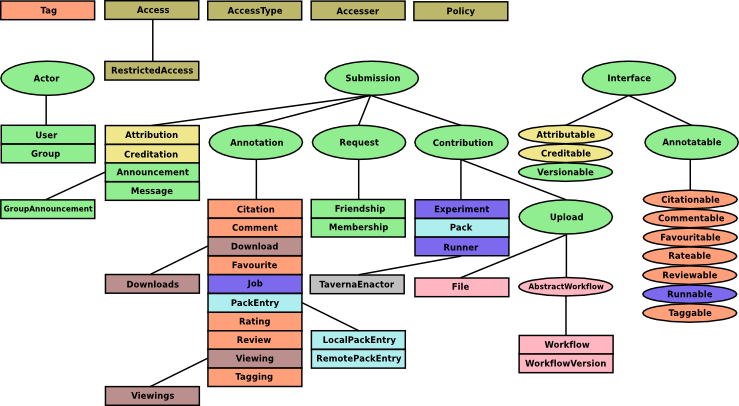 Tag
Access
AccessType
Accesser
Policy
RestrictedAccess
Actor
Submission
Interface
User
Group
GroupAnnouncement
Attribution
Creditation
Announcement
Message
Annotation
Request
Contribution
Attributable
Creditable
Versionable
Annotatable
Citation
Comment
Download
Favourite
Job
PackEntry
Rating
Review
Viewing
Tagging
Downloads
Viewings
Friendship
Membership
LocalPackEntry
RemotePackEntry
Experiment
Pack
Runner
TavernaEnactor
Upload
File
AbstractWorkflow
Workflow
WorkflowVersion
Citationable
Commentable
Favouritable
Rateable
Reviewable
Runnable
Taggable